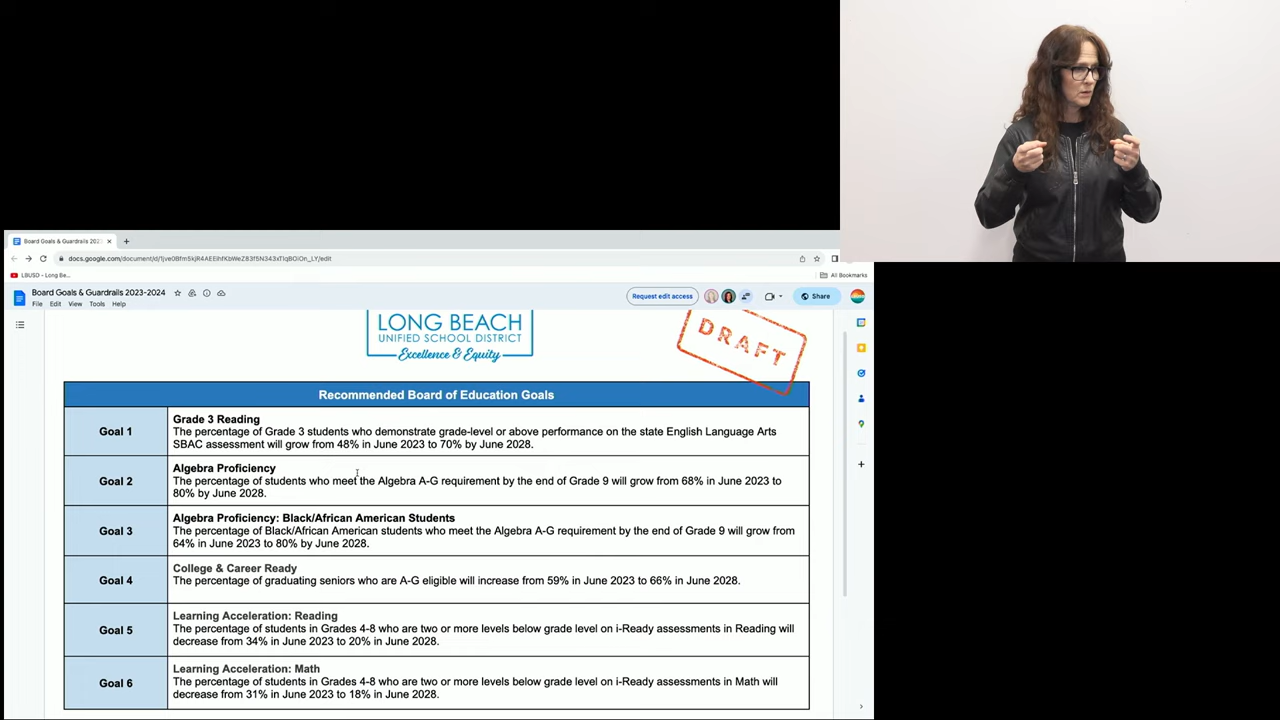 Board Goals & Guardrails 202
LBUSD - Long Be...
All Bookmarks
Board Goals & Guardrails 2023-2024
File Edit View Tools Help
Request edit access
Share
LONG BEACH
UNIFIED SCHOOL DISTRICT
Excellence & Equity
DRAFT
Recommended Board of Education Goals
Goal 1
Grade 3 Reading
The percentage of Grade 3 students who demonstrate grade-level or above performance on the state English Language Arts
SBAC assessment will grow from 48% in June 2023 to 70% by June 2028.
Goal 2
Algebra Proficiency
The percentage of students who meet the Algebra A-G requirement by the end of Grade 9 will grow from 68% in June 2023 to
80% by June 2028.
Goal 3
Algebra Proficiency: Black/African American Students
The percentage of Black/African American students who meet the Algebra A-G requirement by the end of Grade 9 will grow from
64% in June 2023 to 80% by June 2028.
Goal 4
College & Career Ready
The percentage of graduating seniors who are A-G eligible will increase from 59% in June 2023 to 66% in June 2028.
Goal 5
Learning Acceleration: Reading
The percentage of students in Grades 4-8 who are two or more levels below grade level on i-Ready assessments in Reading will
decrease from 34% in June 2023 to 20% in June 2028.
Goal 6
Learning Acceleration: Math
The percentage of students in Grades 4-8 who are two or more levels below grade level on i-Ready assessments in Math will
decrease from 31% in June 2023 to 18% in June 2028.